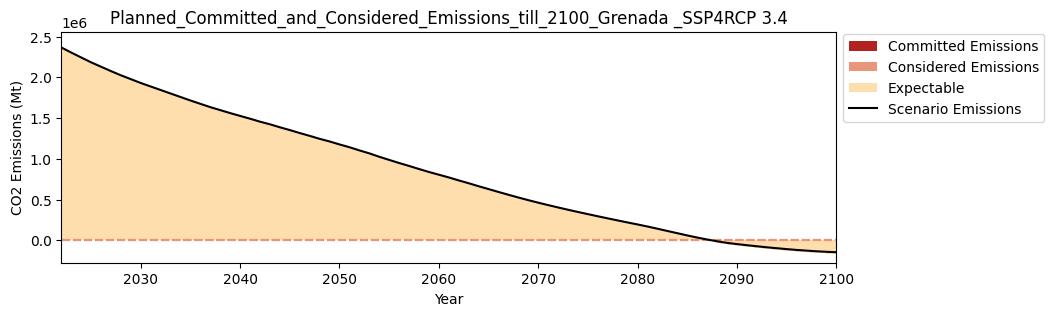 Planned_Committed_and_Considered_Emissions_till_2100_Grenada _SSP4RCP 3.4
1e6
2.5
2.0
1.5
1.0
0.5
0.0
CO2 Emissions (Mt)
2030 2040 2050 2060 2070 2080 2090 2100
Year
Committed Emissions
Considered Emissions
Expectable
Scenario Emissions